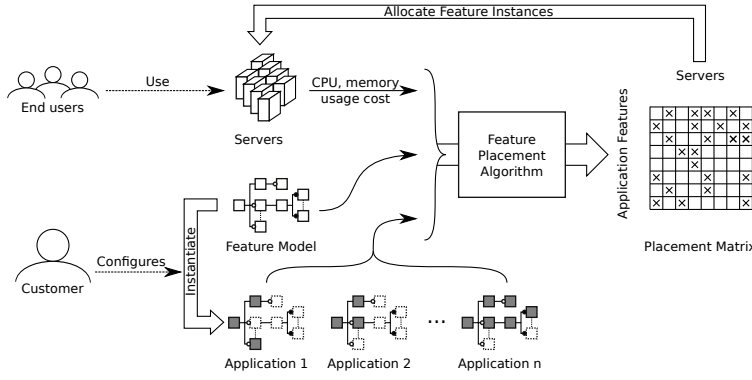 Allocate Feature Instances
End users
Use
Servers
CPU, memory
usage cost
Feature
Placement
Algorithm
Application Features
Servers
Placement Matrix
Customer
Configures
Instantiate
Feature Model
Application 1
Application 2
...
Application n